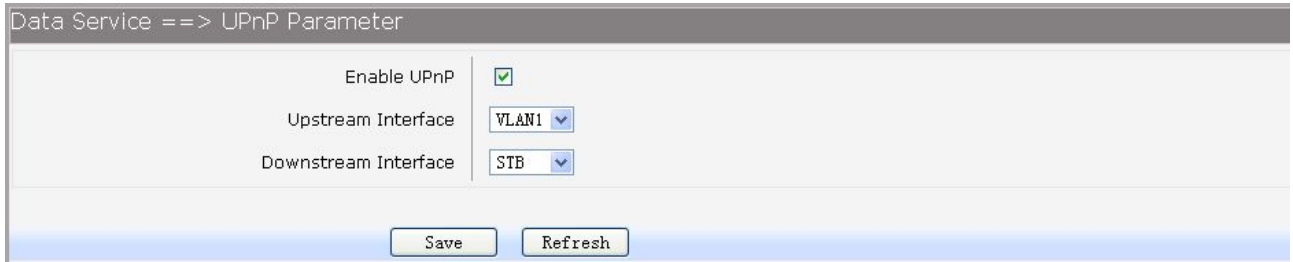 Data Service ==> UPnP Parameter
Enable UPnP
Upstream Interface VLAN1
Downstream Interface STB
Save Refresh